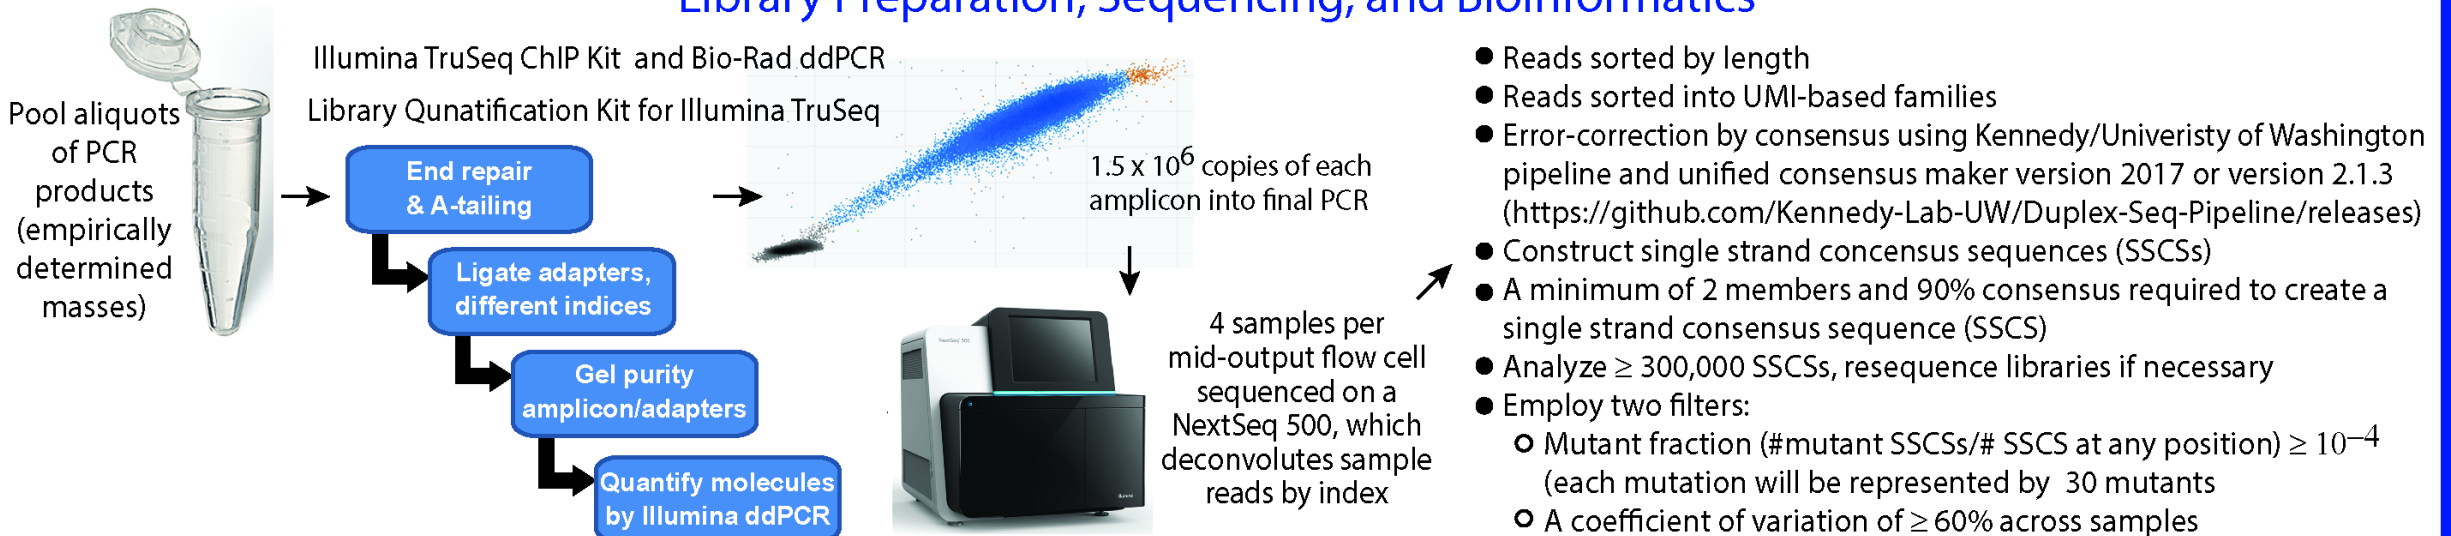 Library Preparation, Sequencing, and Bioinformatics
Pool aliquots
of PCR
products
(empirically
determined
masses)
Illumina TruSeq ChIP Kit and Bio-Rad ddPCR
Library Qunatification Kit for Illumina TruSeq
End repair
& A-tailing
Ligate adapters,
different indices
Gel purity
amplicon/adapters
Quantify molecules
by Illumina ddPCR
1.5 x 10⁶ copies of each
amplicon into final PCR
NextSeq 500
illumina
4 samples per
mid-output flow cell
sequenced on a
NextSeq 500, which
deconvolutes sample
reads by index
● Reads sorted by length
● Reads sorted into UMI-based families
● Error-correction by consensus using Kennedy/Univeristy of Washington
pipeline and unified consensus maker version 2017 or version 2.1.3
(https://github.com/Kennedy-Lab-UW/Duplex-Seq-Pipeline/releases)
● Construct single strand concensus sequences (SSCSs)
● A minimum of 2 members and 90% consensus required to create a
single strand consensus sequence (SSCS)
● Analyze ≥ 300,000 SSCSs, resequence libraries if necessary
● Employ two filters:
○ Mutant fraction (#mutant SSCSs/# SSCS at any position) ≥ 10⁻⁴
(each mutation will be represented by 30 mutants
○ A coefficient of variation of ≥ 60% across samples